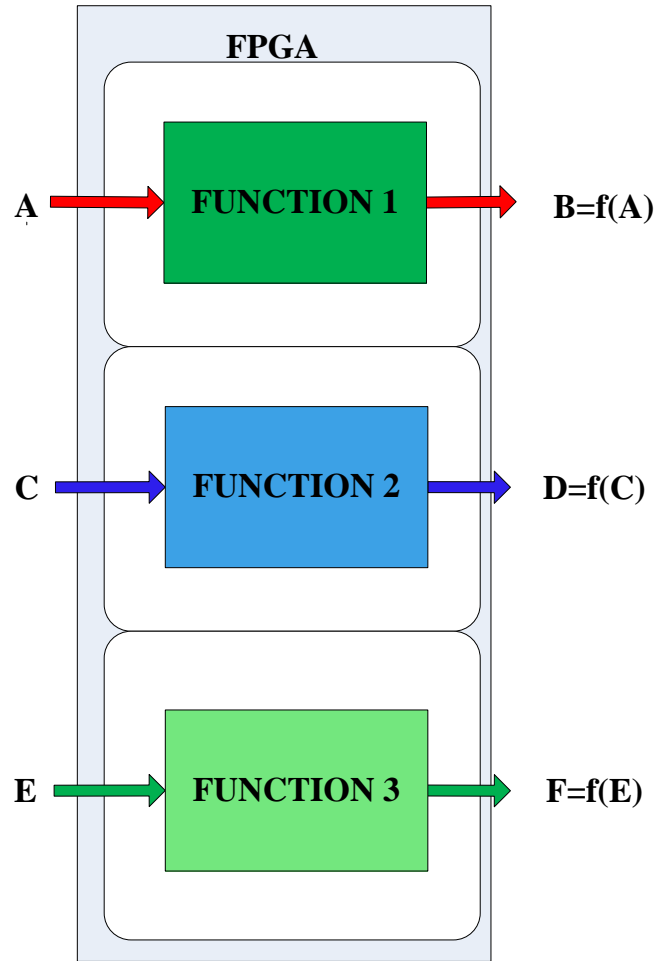 FPGA
A
FUNCTION 1
B=f(A)
C
FUNCTION 2
D=f(C)
E
FUNCTION 3
F=f(E)